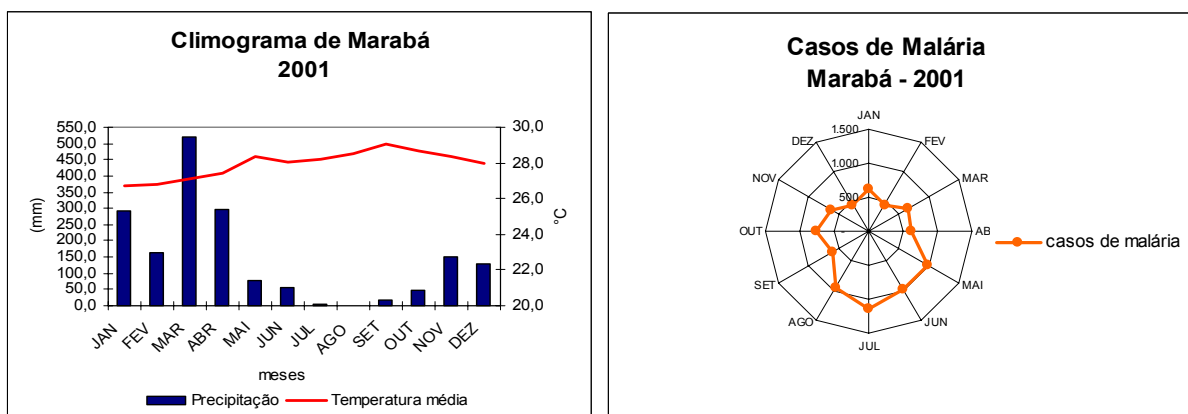 Climograma de Marabá
2001
550,0
500,0
450,0
400,0
350,0
300,0
250,0
200,0
150,0
100,0
50,0
0,0
(mm)
30,0
28,0
26,0
24,0
22,0
20,0
°C
JAN
FEV
MAR
ABR
MAI
JUN
JUL
AGO
SET
OUT
NOV
DEZ
meses
Precipitação
Temperatura média
Casos de Malária
Marabá - 2001
JAN
FEV
MAR
AB
MAI
JUN
JUL
AGO
SET
OUT
NOV
DEZ
1.500
1.000
500
-
casos de malária